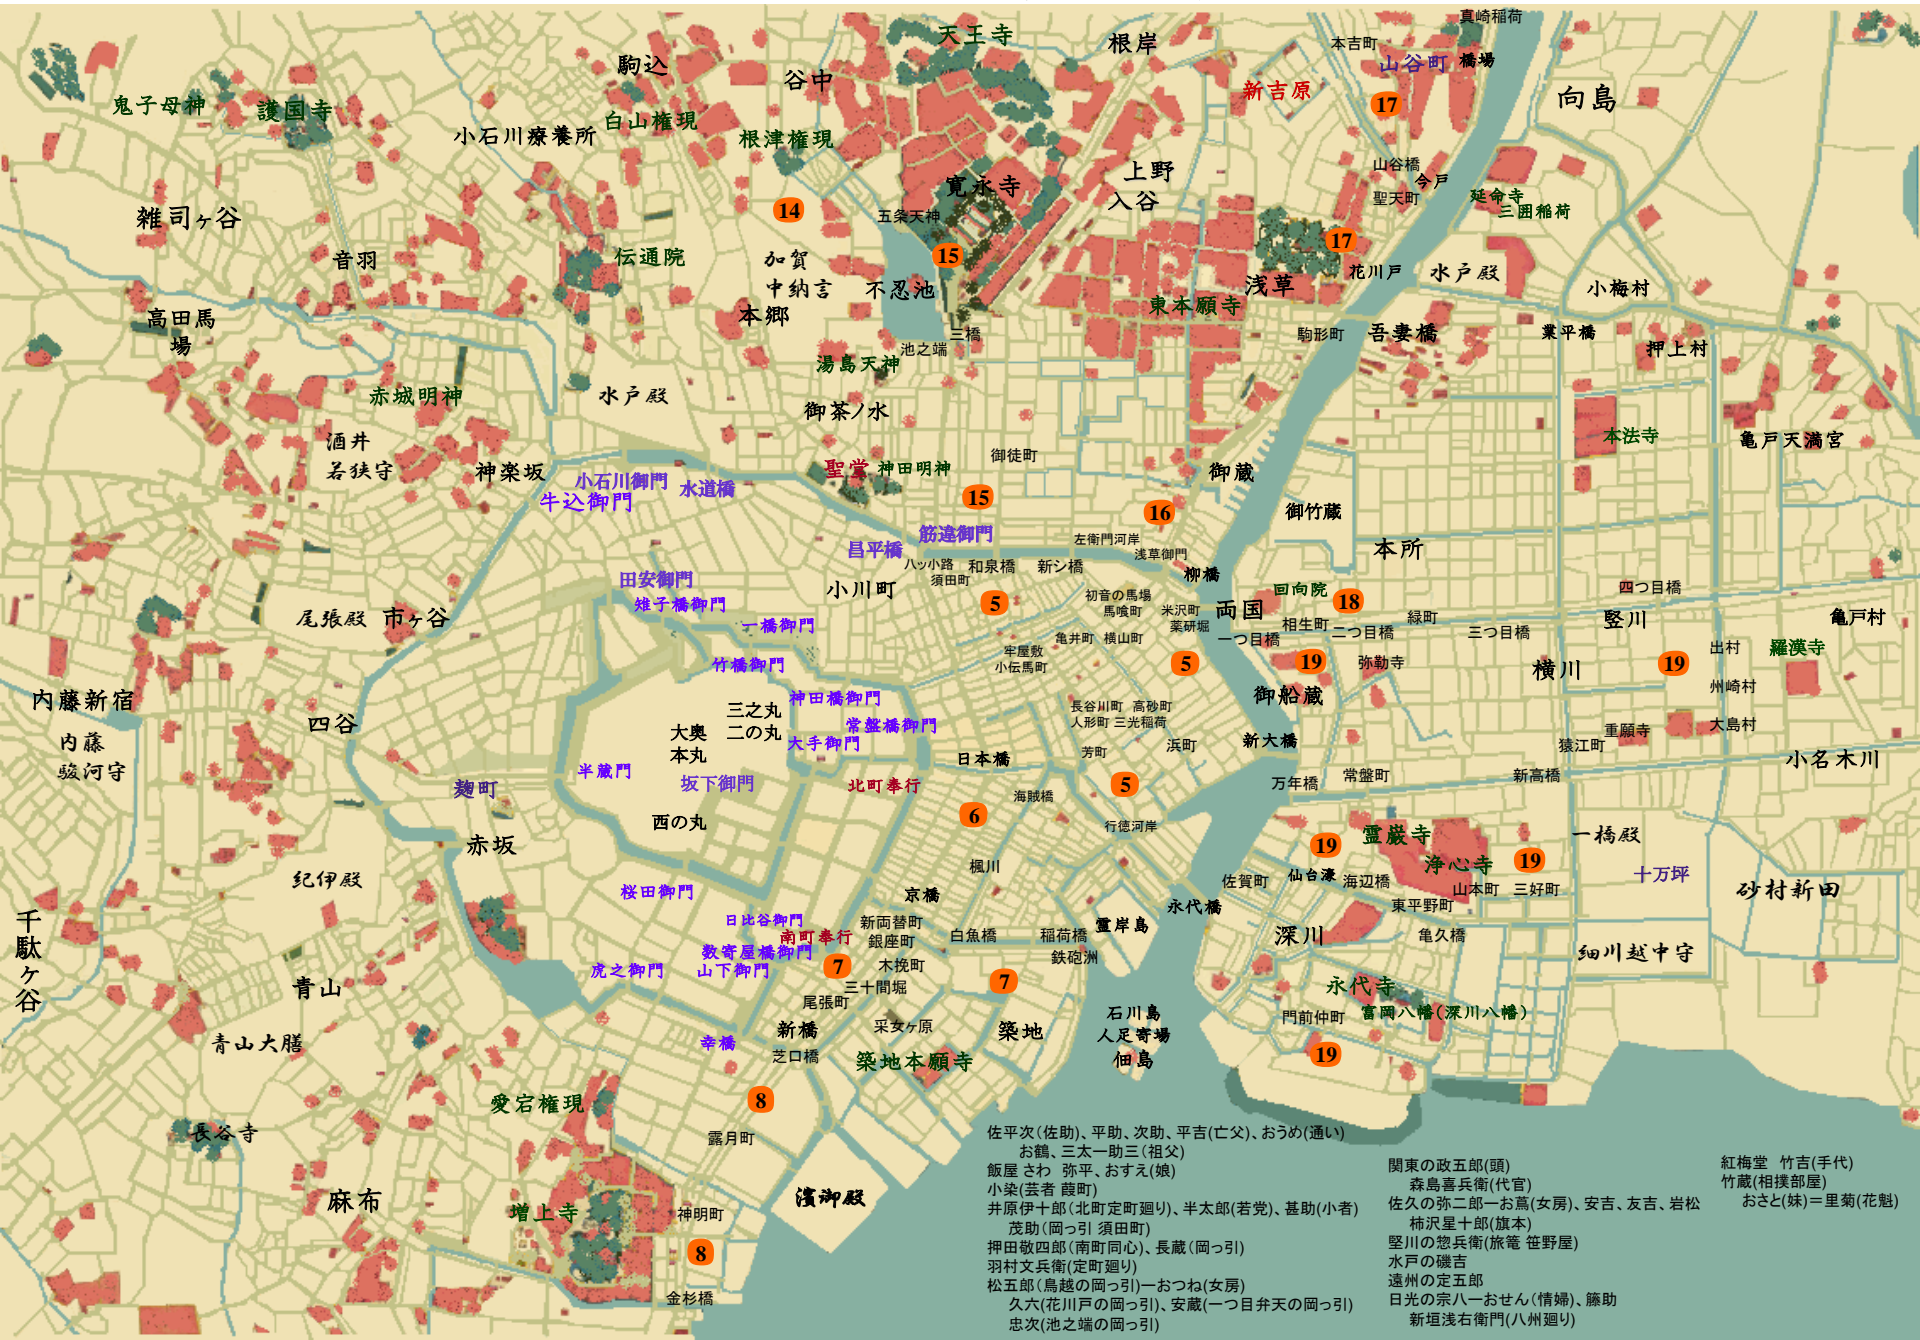 真崎稲荷
天王寺
根岸
本吉町
山谷町
橋場
駒込
谷中
新吉原
17
向島
鬼子母神
護国寺
小石川療養所
白山権現
根津権現
上野
入谷
山谷橋
今戸
聖天町
延命寺
三囲稲荷
寛永寺
雑司ヶ谷
14
五条天神
15
17
音羽
伝通院
加賀
中納言
不忍池
浅草
花川戸
水戸殿
小梅村
高田馬
場
本郷
東本願寺
三橋
池之端
駒形町
吾妻橋
業平橋
押上村
湯島天神
赤城明神
水戸殿
御茶ノ水
酒井
若狭守
神楽坂
御徒町
本法寺
亀戸天満宮
聖堂
神田明神
御蔵
小石川御門
水道橋
牛込御門
15
16
御竹蔵
筋違御門
昌平橋
左衛門河岸
浅草御門
本所
八ッ小路
須田町
和泉橋
新シ橋
柳橋
田安御門
小川町
雉子橋御門
5
初音の馬場
馬喰町
米沢町
薬研堀
両国
回向院
18
四つ目橋
竪川
亀戸村
尾張殿
市ヶ谷
一橋御門
亀井町
横山町
一つ目橋
相生町
二つ目橋
緑町
三つ目橋
竹橋御門
牢屋敷
小伝馬町
5
19
弥勒寺
横川
19
出村
羅漢寺
内藤新宿
神田橋御門
御船蔵
州崎村
四谷
三之丸
二の丸
常盤橋御門
長谷川町
高砂町
人形町
三光稲荷
大島村
大奥
本丸
大手御門
浜町
新大橋
重願寺
猿江町
内藤
駿河守
半蔵門
坂下御門
日本橋
芳町
小名木川
麹町
北町奉行
5
万年橋
常盤町
新高橋
海賊橋
西の丸
6
行徳河岸
赤坂
19
霊巌寺
浄心寺
19
一橋殿
紀伊殿
桜田御門
楓川
京橋
佐賀町
仙台濠
海辺橋
山本町
三好町
十万坪
砂村新田
東平野町
永代橋
日比谷御門
新両替町
霊岸島
千
駄
ヶ
谷
南町奉行
銀座町
白魚橋
稲荷橋
深川
亀久橋
数寄屋橋御門
鉄砲洲
細川越中守
虎之御門
山下御門
7
木挽町
7
青山
三十間堀
永代寺
尾張町
石川島
人足寄場
佃島
門前仲町
富岡八幡(深川八幡)
新橋
采女ヶ原
築地
青山大膳
幸橋
芝口橋
築地本願寺
19
愛宕権現
8
長谷寺
露月町
麻布
濱御殿
増上寺
神明町
8
金杉橋
佐平次(佐助)、平助、次助、平吉(亡父)、おうめ(通い)
お鶴、三太一助三(祖父)
飯屋 さわ 弥平、おすえ(娘)
小染(芸者 葭町)
井原伊十郎(北町定町廻り)、半太郎(若党)、甚助(小者)
茂助(岡っ引 須田町)
押田敬四郎(南町同心)、長蔵(岡っ引)
羽村文兵衛(定町廻り)
松五郎(鳥越の岡っ引)ーおつね(女房)
久六(花川戸の岡っ引)、安蔵(一つ目弁天の岡っ引)
忠次(池之端の岡っ引)
関東の政五郎(頭)
森島喜兵衛(代官)
佐久の弥二郎ーお蔦(女房)、安吉、友吉、岩松
柿沢星十郎(旗本)
堅川の惣兵衛(旅篭 笹野屋)
水戸の磯吉
遠州の定五郎
日光の宗八ーおせん(情婦)、籐助
新垣浅右衛門(八州廻り)
紅梅堂 竹吉(手代)
竹蔵(相撲部屋)
おさと(妹)＝里菊(花魁)